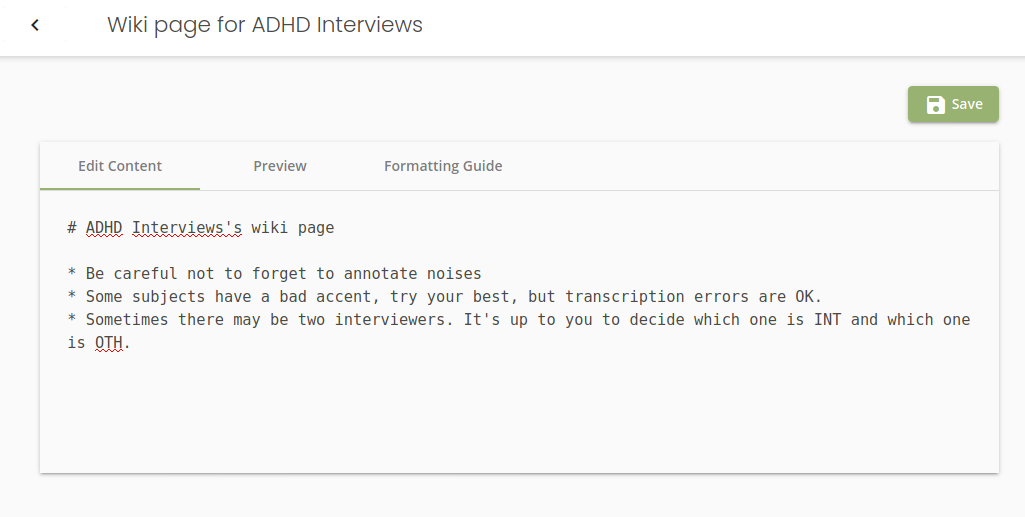 Wiki page for ADHD Interviews
Save
Edit Content Preview Formatting Guide
# ADHD Interviews's wiki page
* Be careful not to forget to annotate noises
* Some subjects have a bad accent, try your best, but transcription errors are OK.
* Sometimes there may be two interviewers. It's up to you to decide which one is INT and which one
is OTH.